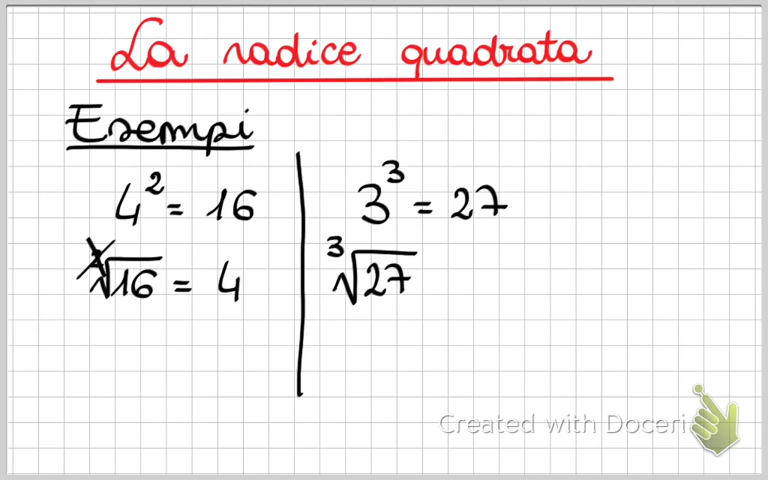 La radice quadrata
Esempi
4² = 16
²√16 = 4
3³ = 27
³√27
Created with Doceri